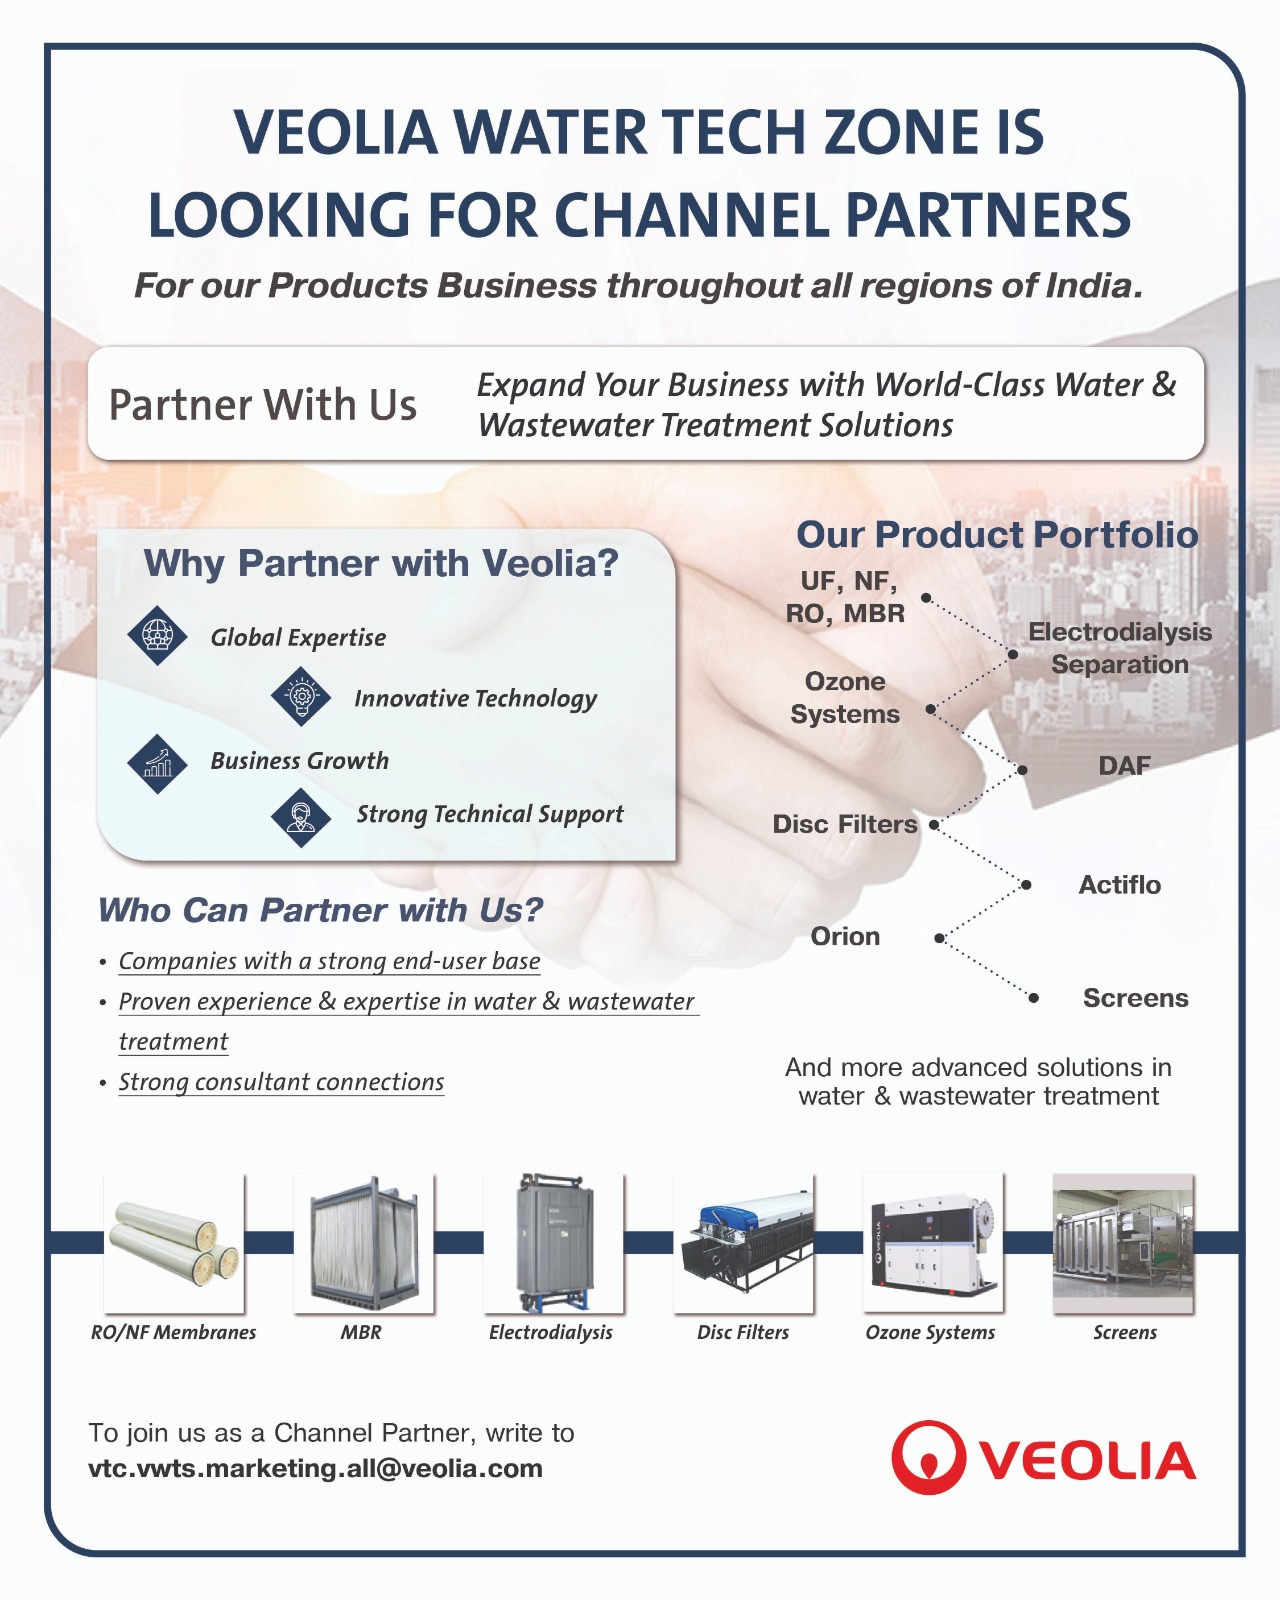 VEOLIA WATER TECH ZONE IS
LOOKING FOR CHANNEL PARTNERS
For our Products Business throughout all regions of India.
Partner With Us
Expand Your Business with World-Class Water &
Wastewater Treatment Solutions
Why Partner with Veolia?
Global Expertise
Innovative Technology
Business Growth
Strong Technical Support
Who Can Partner with Us?
• Companies with a strong end-user base
• Proven experience & expertise in water & wastewater
treatment
• Strong consultant connections
Our Product Portfolio
UF, NF,
RO, MBR
Electrodialysis
Separation
Ozone
Systems
DAF
Disc Filters
Actiflo
Orion
Screens
And more advanced solutions in
water & wastewater treatment
VEOLIA
VEOLIA
RO/NF Membranes
MBR
Electrodialysis
Disc Filters
Ozone Systems
Screens
To join us as a Channel Partner, write to
vtc.vwts.marketing.all@veolia.com
VEOLIA